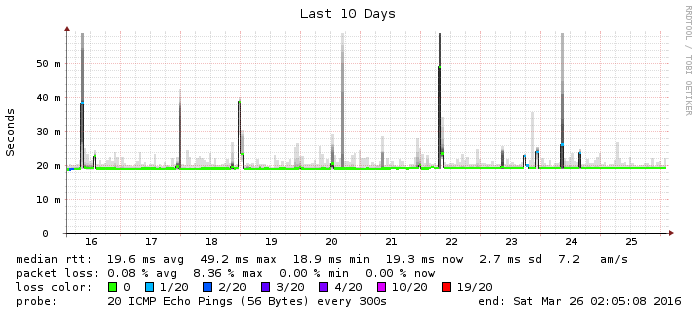 Last 10 Days
RRDTOOL / TOBI OETIKER
Seconds
50 m
40 m
30 m
20 m
10 m
0
16 17 18 19 20 21 22 23 24 25
median rtt: 19.6 ms avg 49.2 ms max 18.9 ms min 19.3 ms now 2.7 ms sd 7.2 am/s
packet loss: 0.08 % avg 8.36 % max 0.00 % min 0.00 % now
loss color: 0 1/20 2/20 3/20 4/20 10/20 19/20
probe: 20 ICMP Echo Pings (56 Bytes) every 300s end: Sat Mar 26 02:05:08 2016